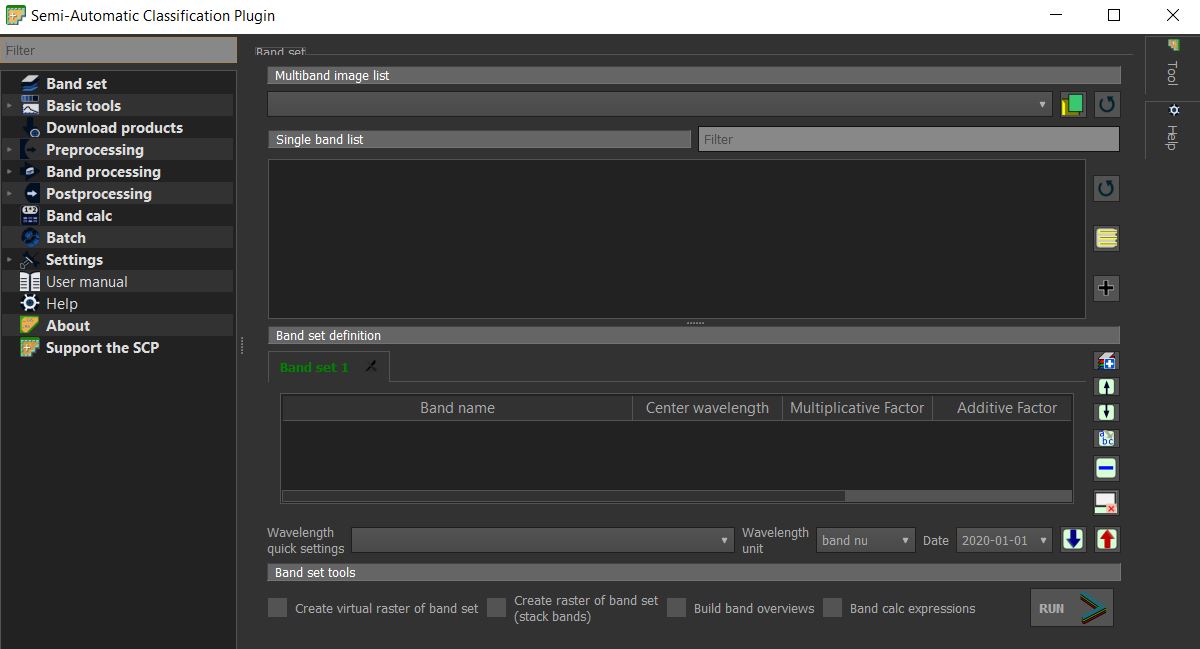 Semi-Automatic Classification Plugin
Filter
Band set
Basic tools
Download products
Preprocessing
Band processing
Postprocessing
Band calc
Batch
Settings
User manual
Help
About
Support the SCP
Band set
Multiband image list
Single band list
Filter
Band set definition
Band set 1
Band name
Center wavelength
Multiplicative Factor
Additive Factor
Wavelength
quick settings
Wavelength
unit
band nu
Date
2020-01-01
Band set tools
Create virtual raster of band set
Create raster of band set
(stack bands)
Build band overviews
Band calc expressions
RUN
Tool
Help